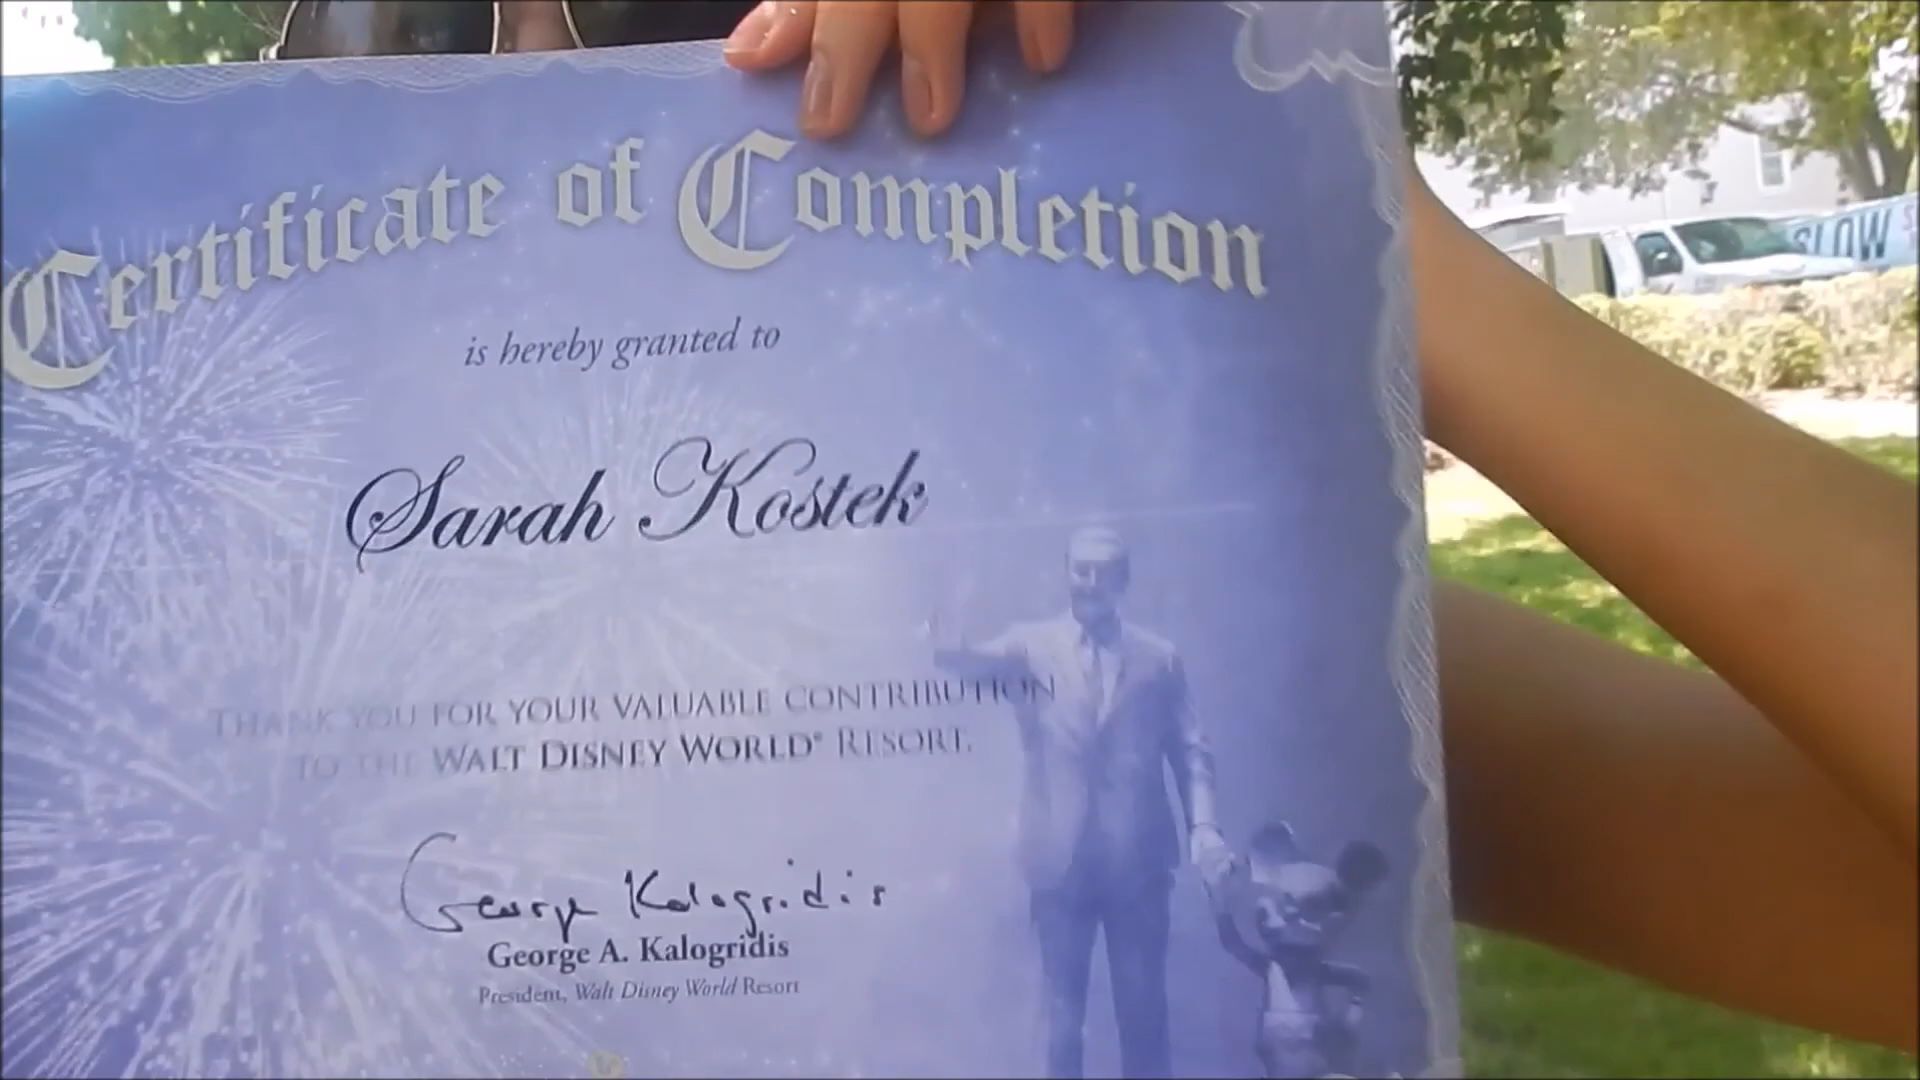 Certificate of Completion
is hereby granted to
Sarah Kostek
THANK YOU FOR YOUR VALUABLE CONTRIBUTION
TO THE WALT DISNEY WORLD® RESORT.
George Kalogridis
George A. Kalogridis
President, Walt Disney World Resort
SLOW